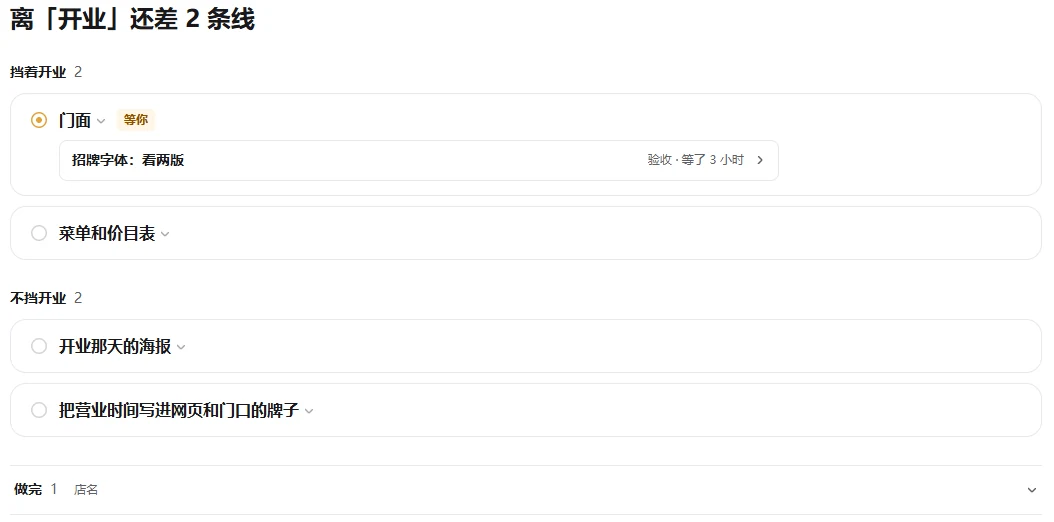 离「开业」还差 2 条线
挡着开业 2
门面 等你
招牌字体：看两版 验收 · 等了 3 小时
菜单和价目表
不挡开业 2
开业那天的海报
把营业时间写进网页和门口的牌子
做完 1 店名